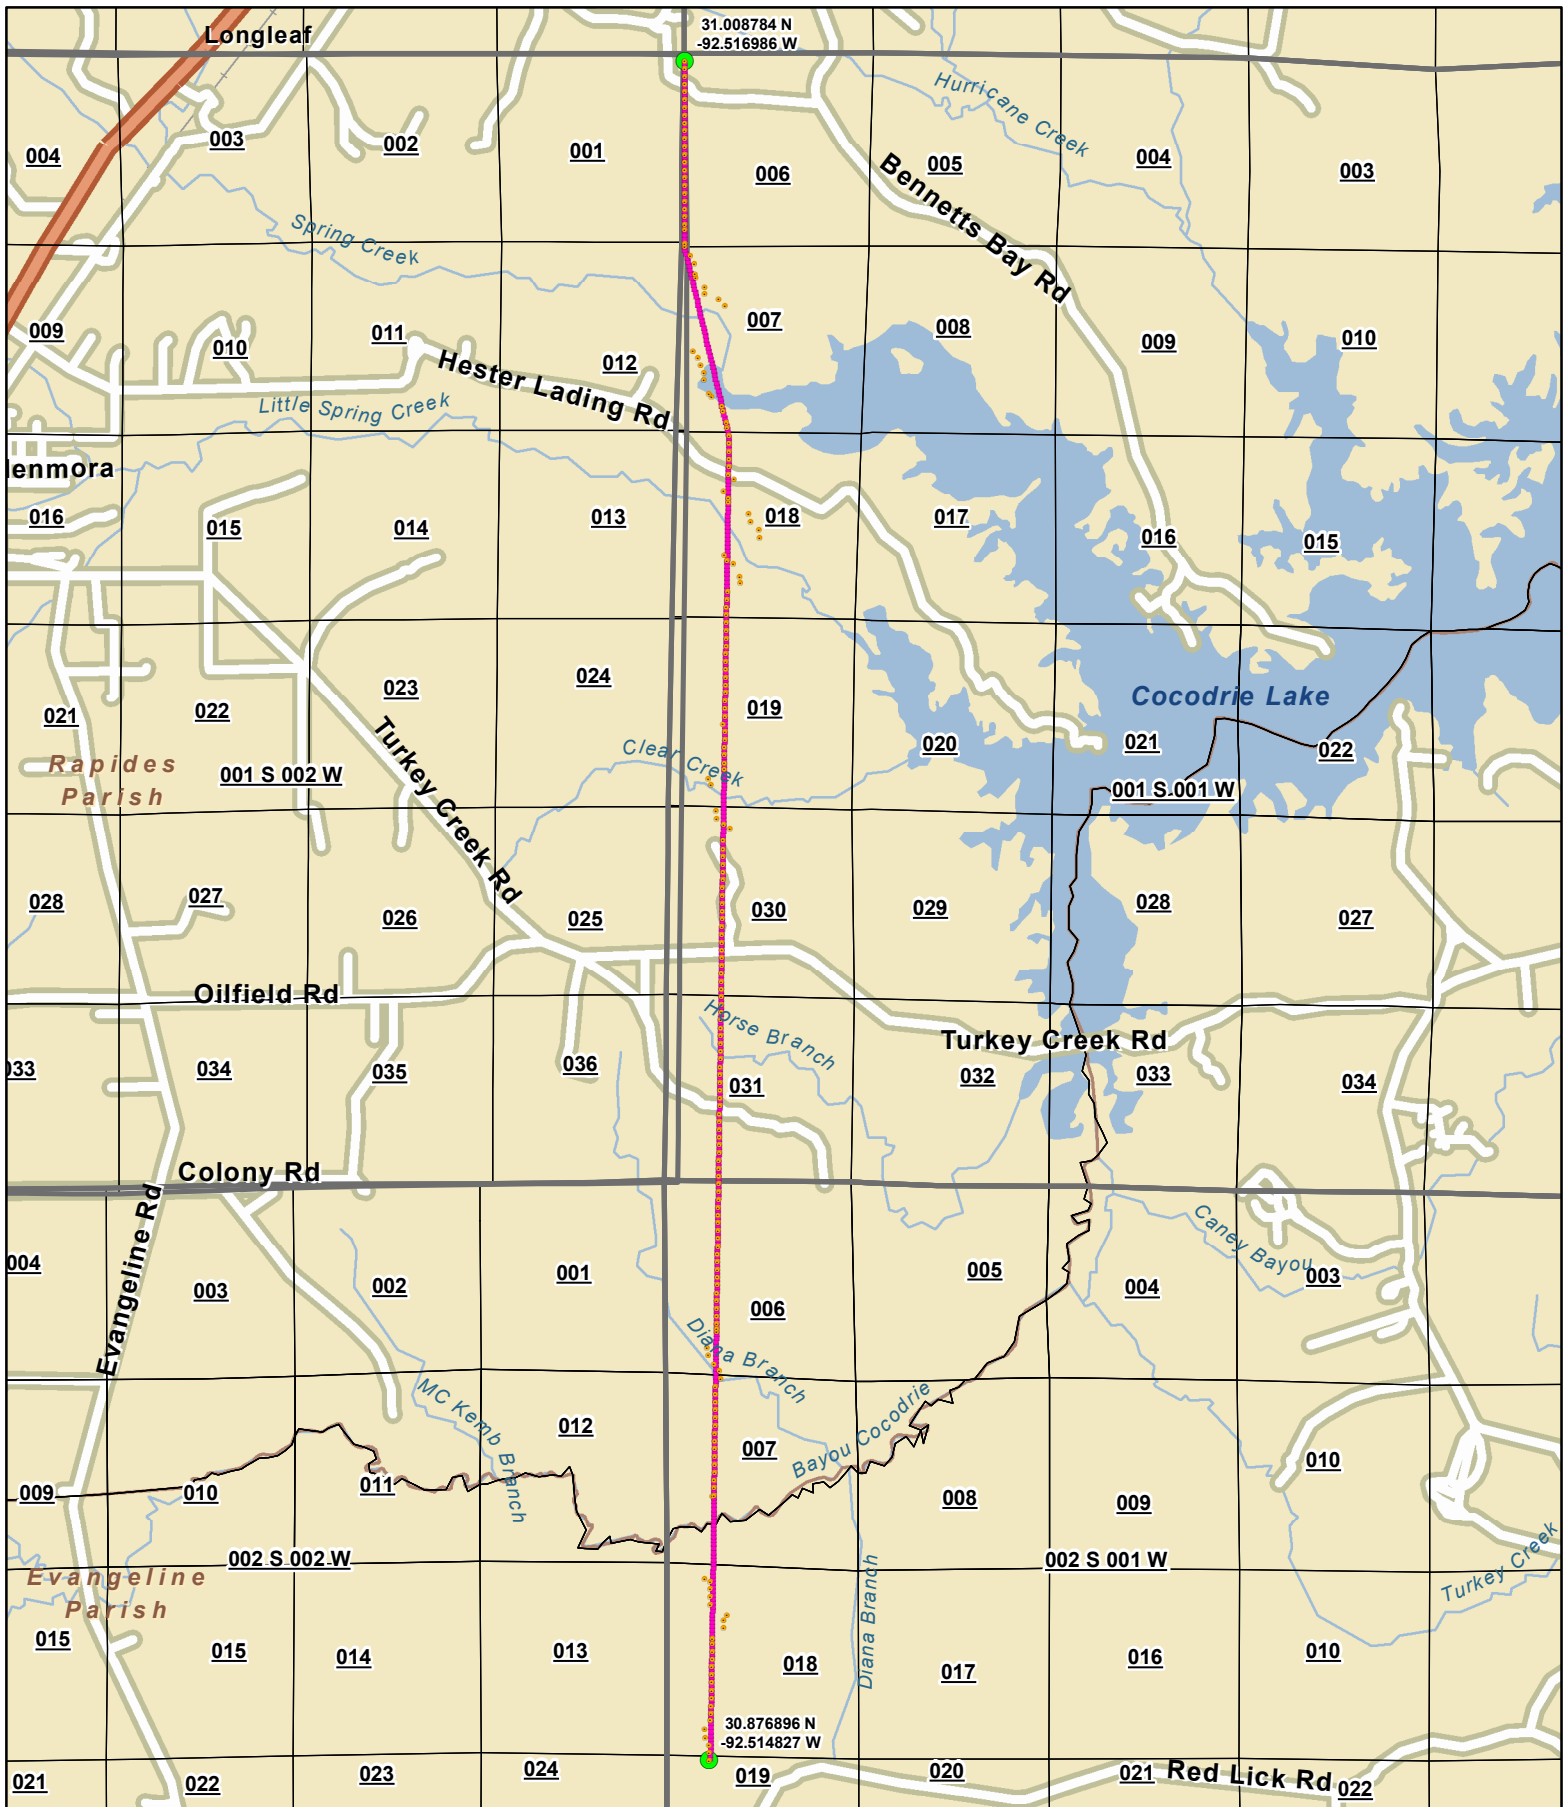 31.008784 N
-92.516986 W
Longleaf
Hurricane Creek
004
003
002
001
006
005
004
003
Bennetts Bay Rd
Spring Creek
009
010
011
012
007
008
009
010
Hester Lading Rd
Little Spring Creek
lenmora
016
015
014
013
018
017
016
015
021
022
023
024
019
020
021
022
Cocodrie Lake
Rapides
Parish
001 S 002 W
Turkey Creek Rd
Clear Creek
001 S 001 W
028
027
026
025
030
029
028
027
Oilfield Rd
Horse Branch
Turkey Creek Rd
033
034
035
036
031
032
033
034
Colony Rd
Evangeline Rd
Caney Bayou
004
003
002
001
006
005
004
003
Diana Branch
MC Kemb Branch
Bayou Cocodrie
009
010
011
012
007
008
009
010
002 S 002 W
002 S 001 W
Evangeline
Parish
Diana Branch
Turkey Creek
015
015
014
013
018
017
016
010
30.876896 N
-92.514827 W
021
022
023
024
019
020
021
Red Lick Rd
022